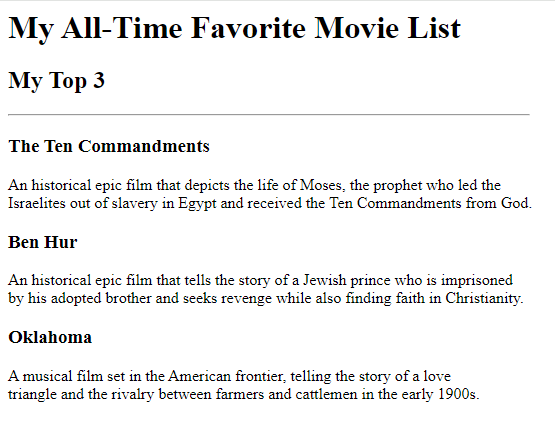 My All-Time Favorite Movie List
My Top 3
The Ten Commandments
An historical epic film that depicts the life of Moses, the prophet who led the
Israelites out of slavery in Egypt and received the Ten Commandments from God.
Ben Hur
An historical epic film that tells the story of a Jewish prince who is imprisoned
by his adopted brother and seeks revenge while also finding faith in Christianity.
Oklahoma
A musical film set in the American frontier, telling the story of a love
triangle and the rivalry between farmers and cattlemen in the early 1900s.